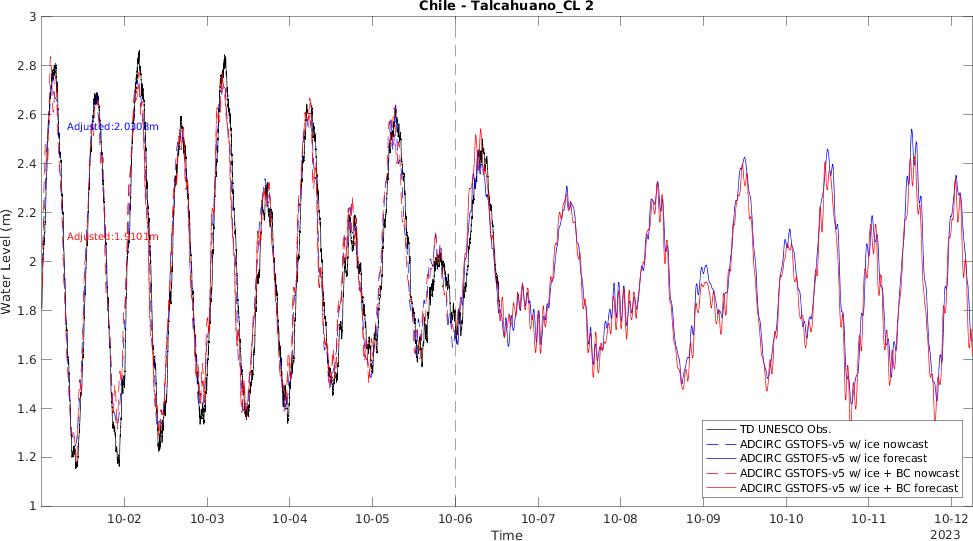 Chile - Talcahuano_CL 2
Water Level (m)
3
2.8
2.6
2.4
2.2
2
1.8
1.6
1.4
1.2
1
Adjusted:2.0308m
Adjusted:1.9101m
TD UNESCO Obs.
ADCIRC GSTOFS-v5 w/ ice nowcast
ADCIRC GSTOFS-v5 w/ ice forecast
ADCIRC GSTOFS-v5 w/ ice + BC nowcast
ADCIRC GSTOFS-v5 w/ ice + BC forecast
10-02 10-03 10-04 10-05 10-06 10-07 10-08 10-09 10-10 10-11 10-12
Time
2023